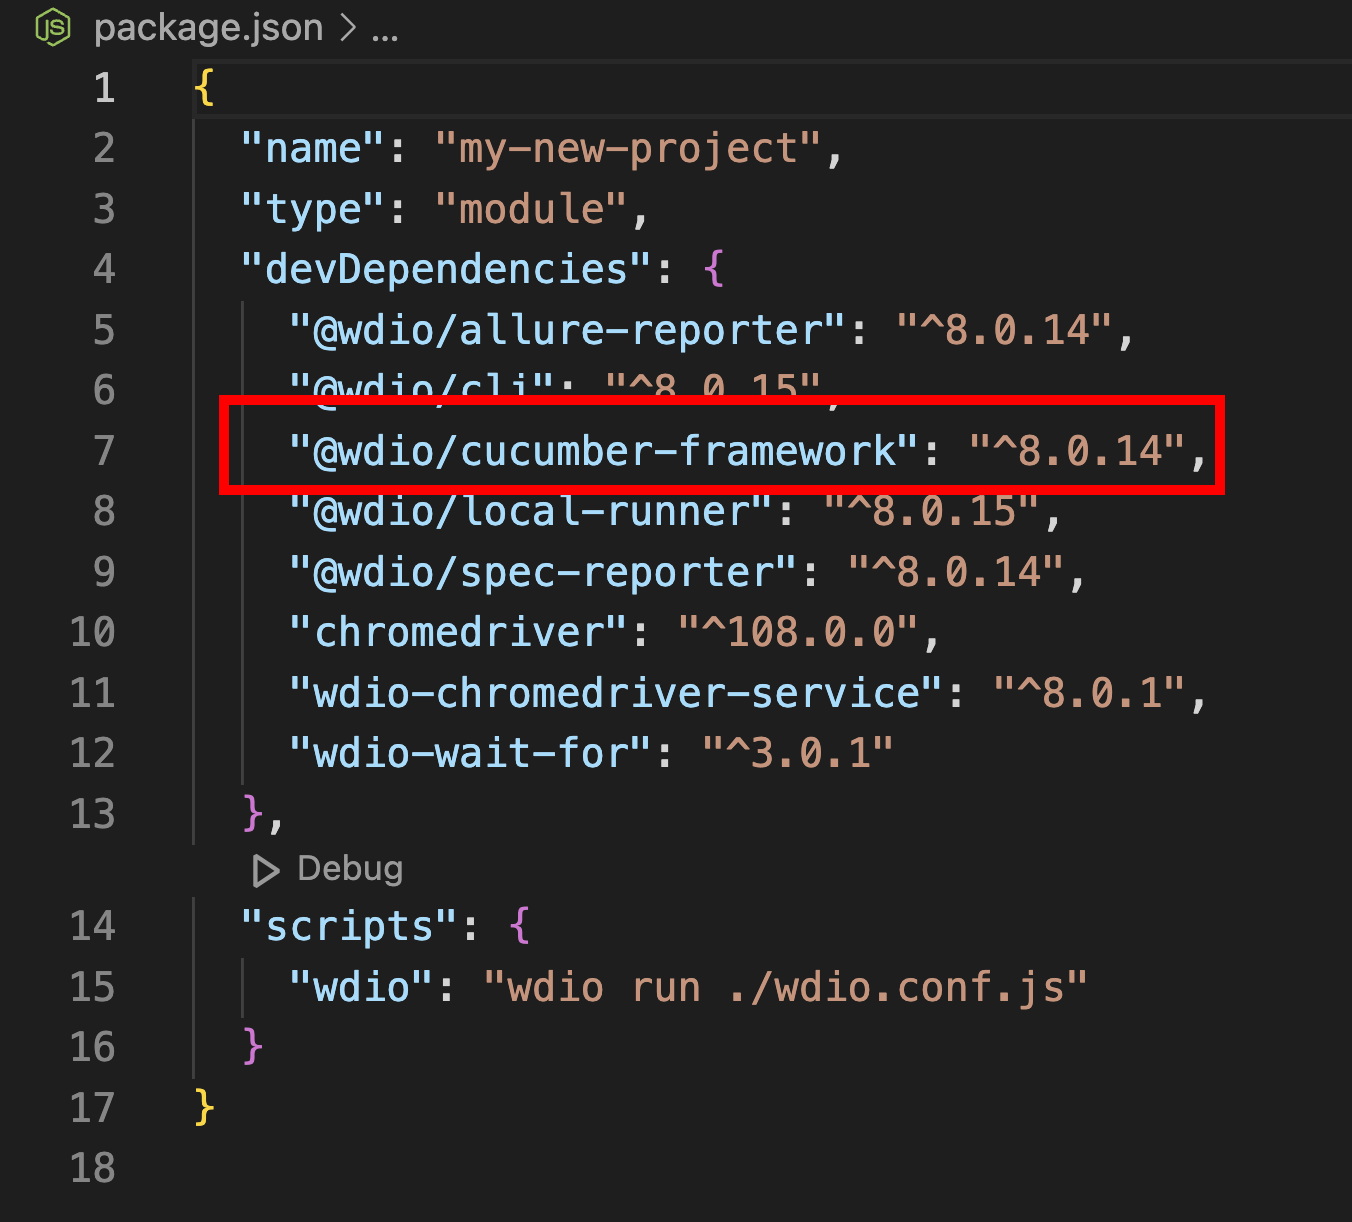 JS package.json > ...
1 {
2 "name": "my-new-project",
3 "type": "module",
4 "devDependencies": {
5 "@wdio/allure-reporter": "^8.0.14",
6 "@wdio/cli": "^8.0.15",
7 "@wdio/cucumber-framework": "^8.0.14",
8 "@wdio/local-runner": "^8.0.15",
9 "@wdio/spec-reporter": "^8.0.14",
10 "chromedriver": "^108.0.0",
11 "wdio-chromedriver-service": "^8.0.1",
12 "wdio-wait-for": "^3.0.1"
13 },
Debug
14 "scripts": {
15 "wdio": "wdio run ./wdio.conf.js"
16 }
17 }
18